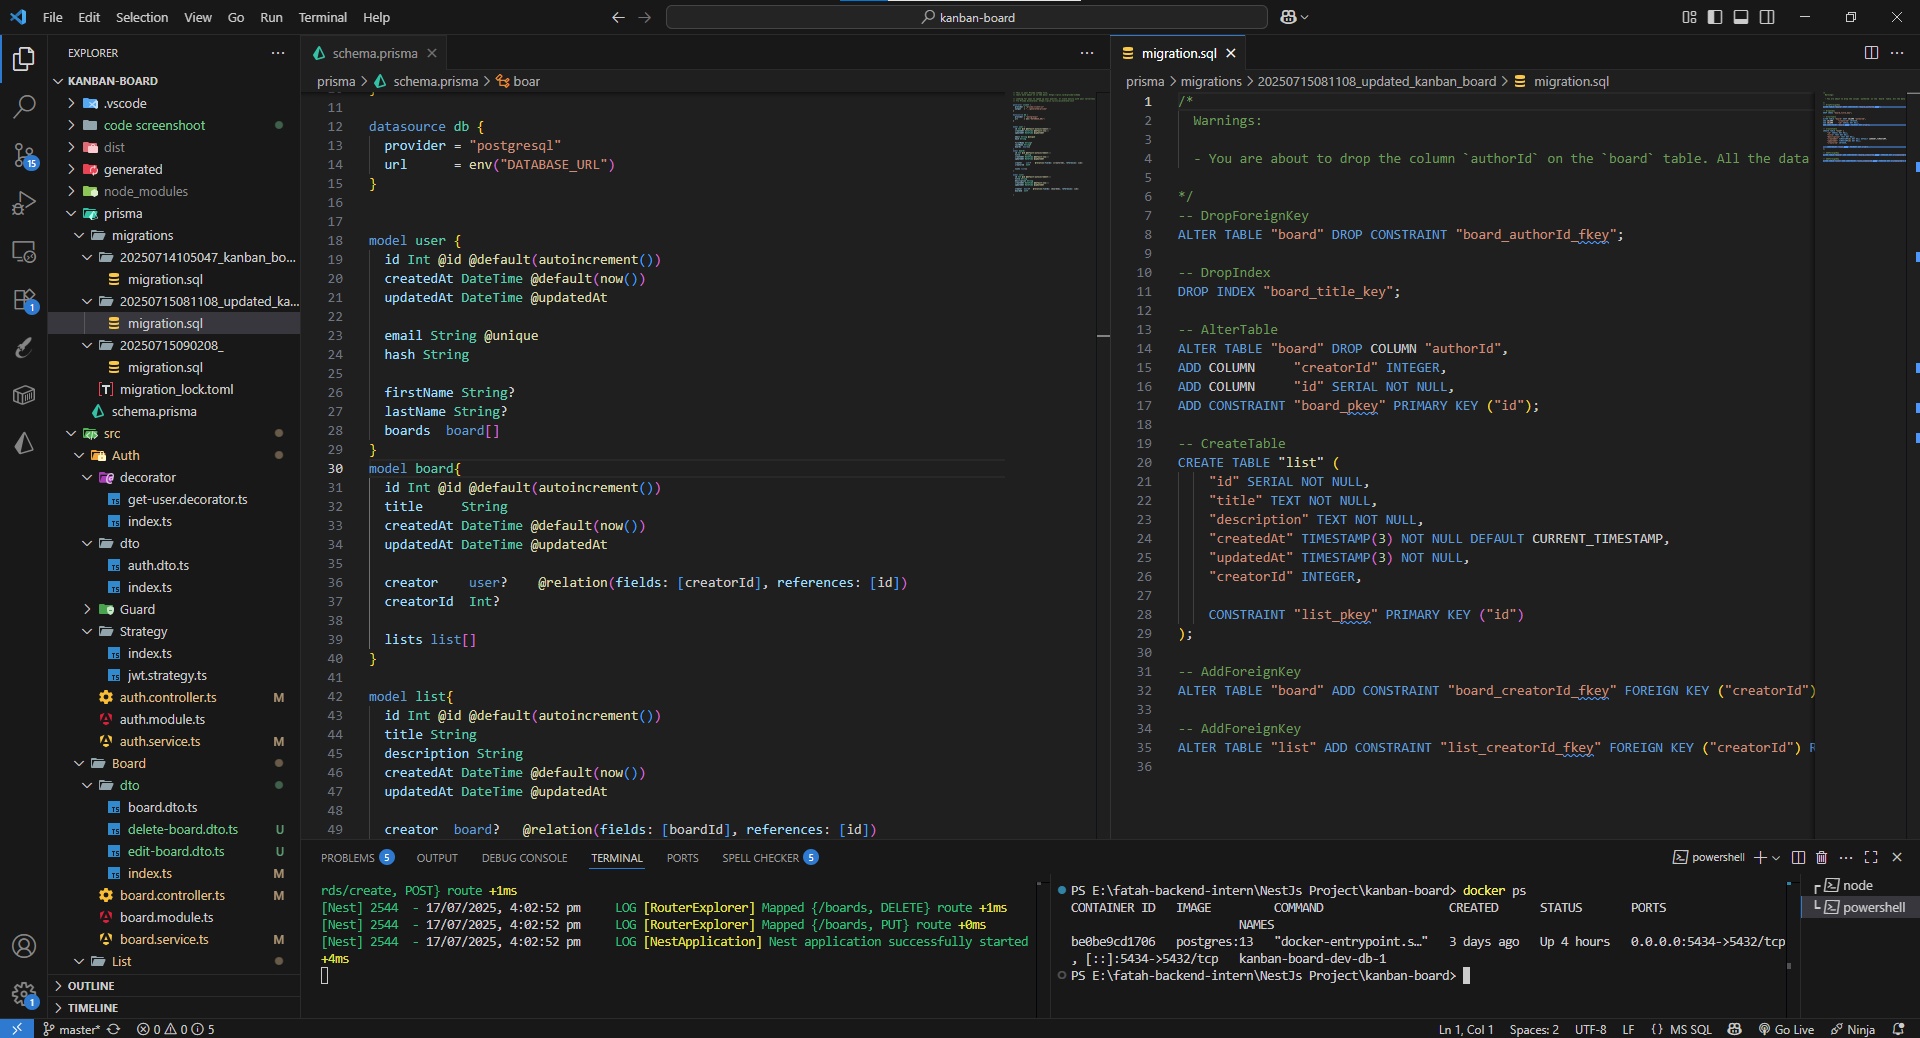 File Edit Selection View Go Run Terminal Help
kanban-board
EXPLORER
KANBAN-BOARD
.vscode
code screenshoot
dist
generated
node_modules
prisma
migrations
20250714105047_kanban_bo...
migration.sql
20250715081108_updated_ka...
migration.sql
20250715090208_
migration.sql
migration_lock.toml
schema.prisma
src
Auth
decorator
get-user.decorator.ts
index.ts
dto
auth.dto.ts
index.ts
Guard
Strategy
index.ts
jwt.strategy.ts
auth.controller.ts M
auth.module.ts
auth.service.ts M
Board
dto
board.dto.ts
delete-board.dto.ts U
edit-board.dto.ts U
index.ts M
board.controller.ts M
board.module.ts
board.service.ts M
List
OUTLINE
TIMELINE
15
1
1
schema.prisma
prisma > schema.prisma > boar
11
12 datasource db {
13 provider = "postgresql"
14 url = env("DATABASE_URL")
15 }
16
17
18 model user {
19 id Int @id @default(autoincrement())
20 createdAt DateTime @default(now())
21 updatedAt DateTime @updatedAt
22
23 email String @unique
24 hash String
25
26 firstName String?
27 lastName String?
28 boards board[]
29 }
30 model board{
31 id Int @id @default(autoincrement())
32 title String
33 createdAt DateTime @default(now())
34 updatedAt DateTime @updatedAt
35
36 creator user? @relation(fields: [creatorId], references: [id])
37 creatorId Int?
38
39 lists list[]
40 }
41
42 model list{
43 id Int @id @default(autoincrement())
44 title String
45 description String
46 createdAt DateTime @default(now())
47 updatedAt DateTime @updatedAt
48
49 creator board? @relation(fields: [boardId], references: [id])
migration.sql
prisma > migrations > 20250715081108_updated_kanban_board > migration.sql
1 /*
2 Warnings:
3
4 - You are about to drop the column `authorId` on the `board` table. All the data
5
6 */
7 -- DropForeignKey
8 ALTER TABLE "board" DROP CONSTRAINT "board_authorId_fkey";
9
10 -- DropIndex
11 DROP INDEX "board_title_key";
12
13 -- AlterTable
14 ALTER TABLE "board" DROP COLUMN "authorId",
15 ADD COLUMN "creatorId" INTEGER,
16 ADD COLUMN "id" SERIAL NOT NULL,
17 ADD CONSTRAINT "board_pkey" PRIMARY KEY ("id");
18
19 -- CreateTable
20 CREATE TABLE "list" (
21 "id" SERIAL NOT NULL,
22 "title" TEXT NOT NULL,
23 "description" TEXT NOT NULL,
24 "createdAt" TIMESTAMP(3) NOT NULL DEFAULT CURRENT_TIMESTAMP,
25 "updatedAt" TIMESTAMP(3) NOT NULL,
26 "creatorId" INTEGER,
27
28 CONSTRAINT "list_pkey" PRIMARY KEY ("id")
29 );
30
31 -- AddForeignKey
32 ALTER TABLE "board" ADD CONSTRAINT "board_creatorId_fkey" FOREIGN KEY ("creatorId")
33
34 -- AddForeignKey
35 ALTER TABLE "list" ADD CONSTRAINT "list_creatorId_fkey" FOREIGN KEY ("creatorId") R
36
PROBLEMS 5 OUTPUT DEBUG CONSOLE TERMINAL PORTS SPELL CHECKER 5
powershell
rds/create, POST} route +1ms
[Nest] 2544 - 17/07/2025, 4:02:52 pm LOG [RouterExplorer] Mapped {/boards, DELETE} route +1ms
[Nest] 2544 - 17/07/2025, 4:02:52 pm LOG [RouterExplorer] Mapped {/boards, PUT} route +0ms
[Nest] 2544 - 17/07/2025, 4:02:52 pm LOG [NestApplication] Nest application successfully started
+4ms
PS E:\fatah-backend-intern\NestJs Project\kanban-board> docker ps
CONTAINER ID IMAGE COMMAND CREATED STATUS PORTS
NAMES
be0be9cd1706 postgres:13 "docker-entrypoint.s…" 3 days ago Up 4 hours 0.0.0.0:5434->5432/tcp
, [::]:5434->5432/tcp kanban-board-dev-db-1
PS E:\fatah-backend-intern\NestJs Project\kanban-board>
node
powershell
master* 0 0 5
Ln 1, Col 1 Spaces: 2 UTF-8 LF {} MS SQL Go Live Ninja